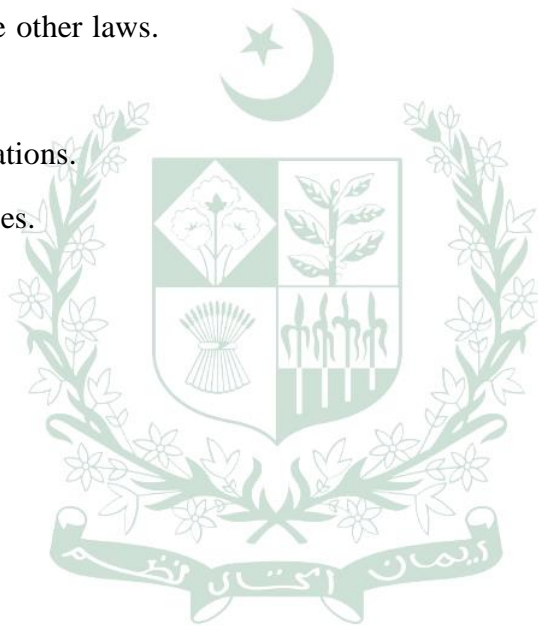 e other laws.
ations.
es.
ایمان اتحاد نظم